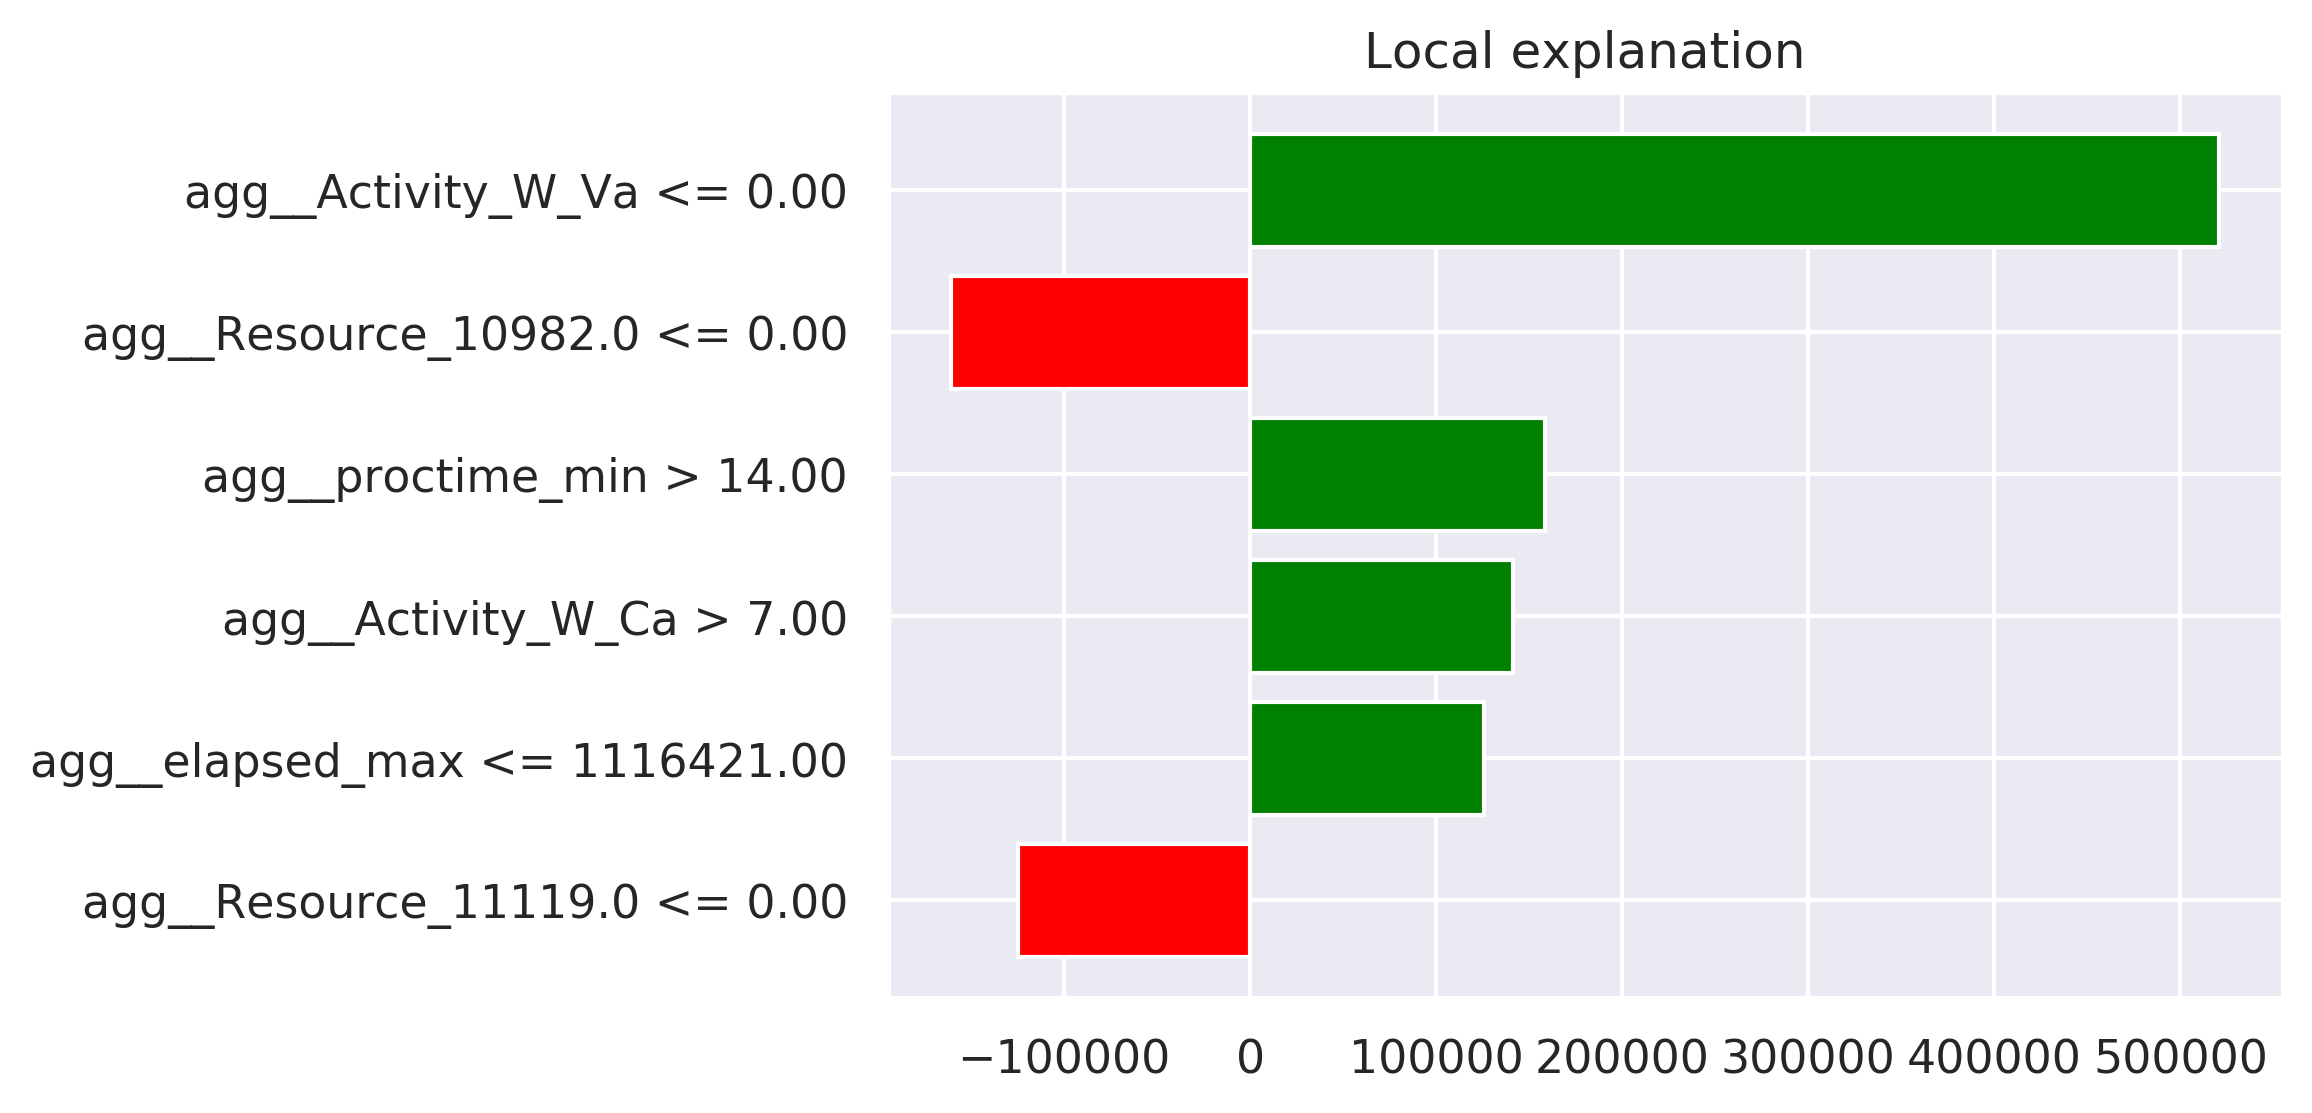 Local explanation
agg__Activity_W_Va <= 0.00
agg__Resource_10982.0 <= 0.00
agg__proctime_min > 14.00
agg__Activity_W_Ca > 7.00
agg__elapsed_max <= 1116421.00
agg__Resource_11119.0 <= 0.00
−100000 0 100000 200000 300000 400000 500000